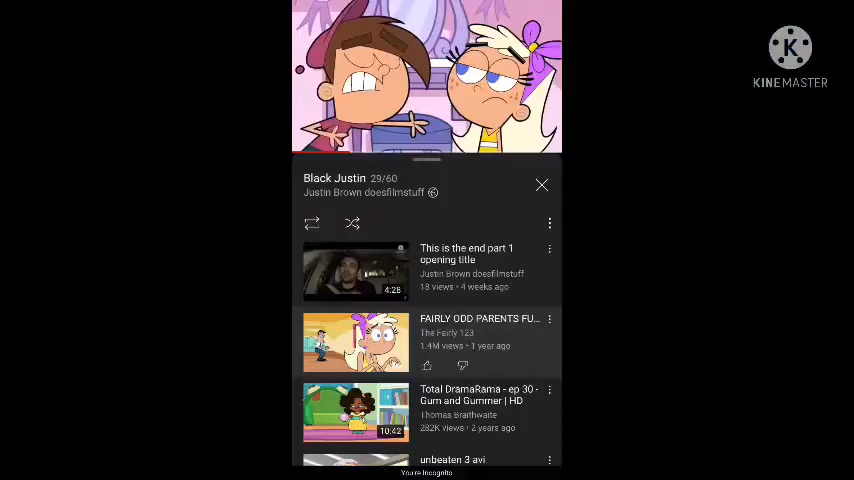 K
KINEMASTER
Black Justin 29/60
Justin Brown doesfilmstuff
This is the end part 1
opening title
Justin Brown doesfilmstuff
18 views • 4 weeks ago
4:28
FAIRLY ODD PARENTS FU...
The Fairly 123
1.4M views • 1 year ago
Total DramaRama - ep 30 -
Gum and Gummer | HD
Thomas Braithwaite
282K views • 2 years ago
10:42
unbeaten 3 avi
You're Incognito